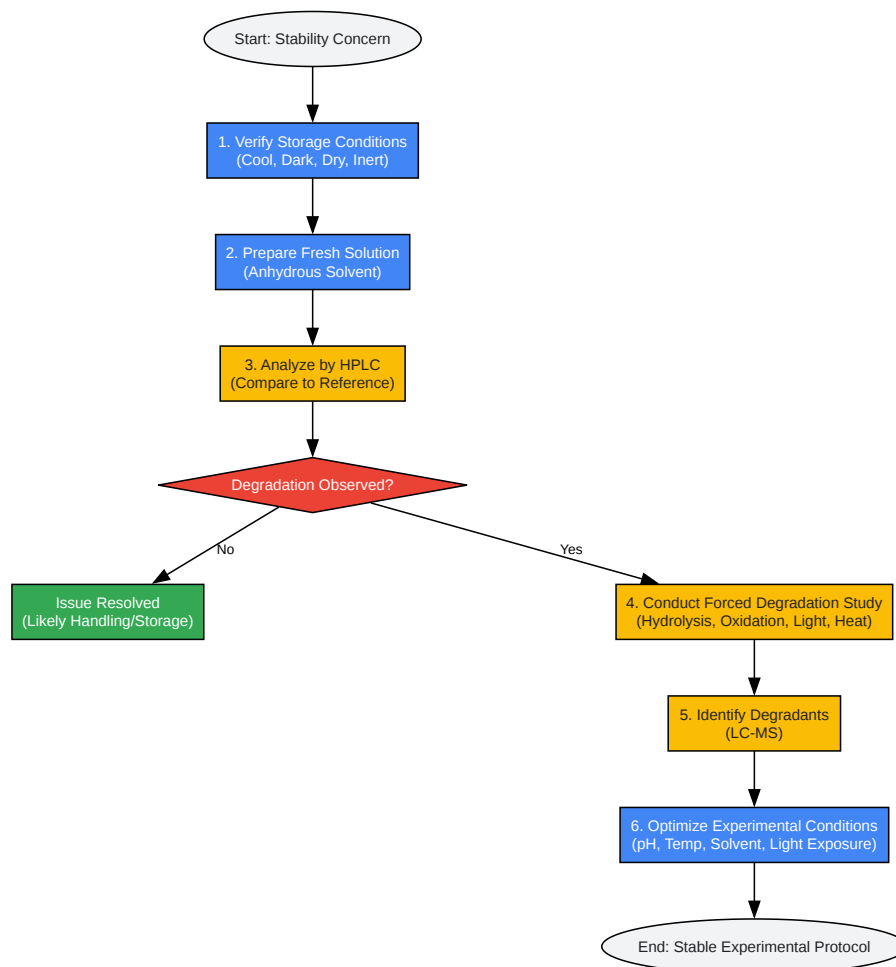 Start: Stability Concern
1. Verify Storage Conditions
(Cool, Dark, Dry, Inert)
2. Prepare Fresh Solution
(Anhydrous Solvent)
3. Analyze by HPLC
(Compare to Reference)
Degradation Observed?
No
Yes
Issue Resolved
(Likely Handling/Storage)
4. Conduct Forced Degradation Study
(Hydrolysis, Oxidation, Light, Heat)
5. Identify Degradants
(LC-MS)
6. Optimize Experimental Conditions
(pH, Temp, Solvent, Light Exposure)
End: Stable Experimental Protocol